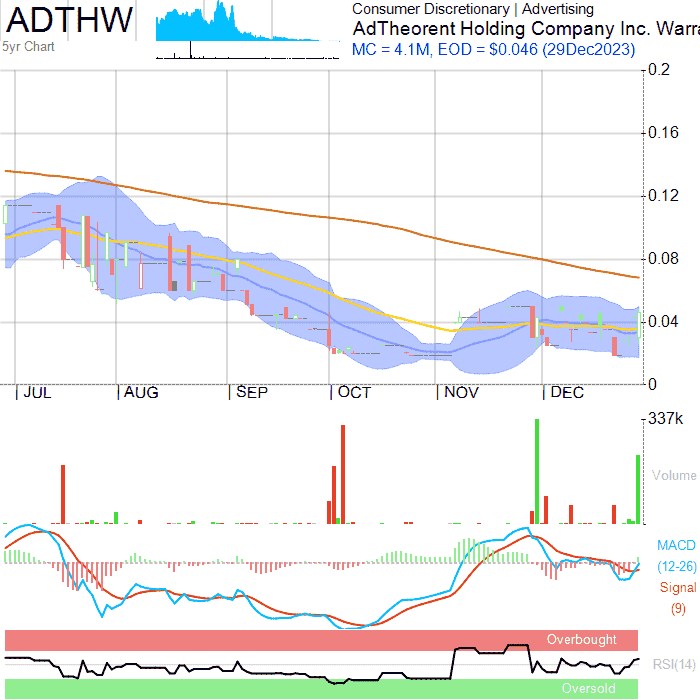 ADTHW
5yr Chart
Consumer Discretionary | Advertising
AdTheorent Holding Company Inc. Warra
MC = 4.1M, EOD = $0.046 (29Dec2023)
0.2
0.16
0.12
0.08
0.04
0
JUL AUG SEP OCT NOV DEC
337k
Volume
MACD
(12-26)
Signal
(9)
Overbought
RSI(14)
Oversold